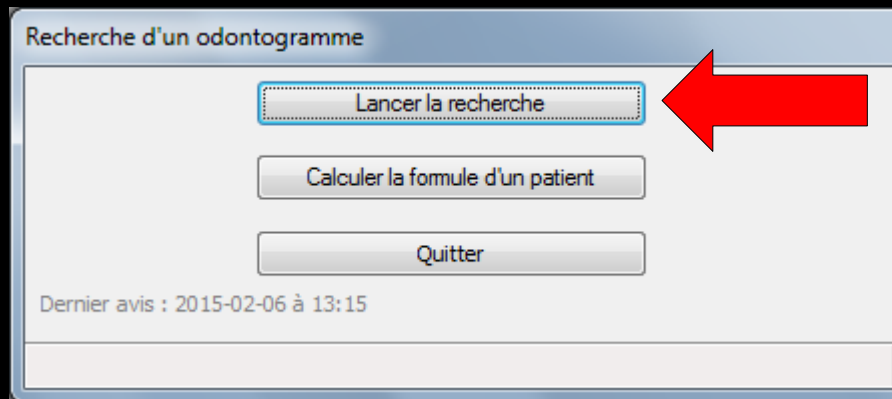 Recherche d'un odontogramme
Lancer la recherche
Calculer la formule d'un patient
Quitter
Dernier avis : 2015-02-06 à 13:15